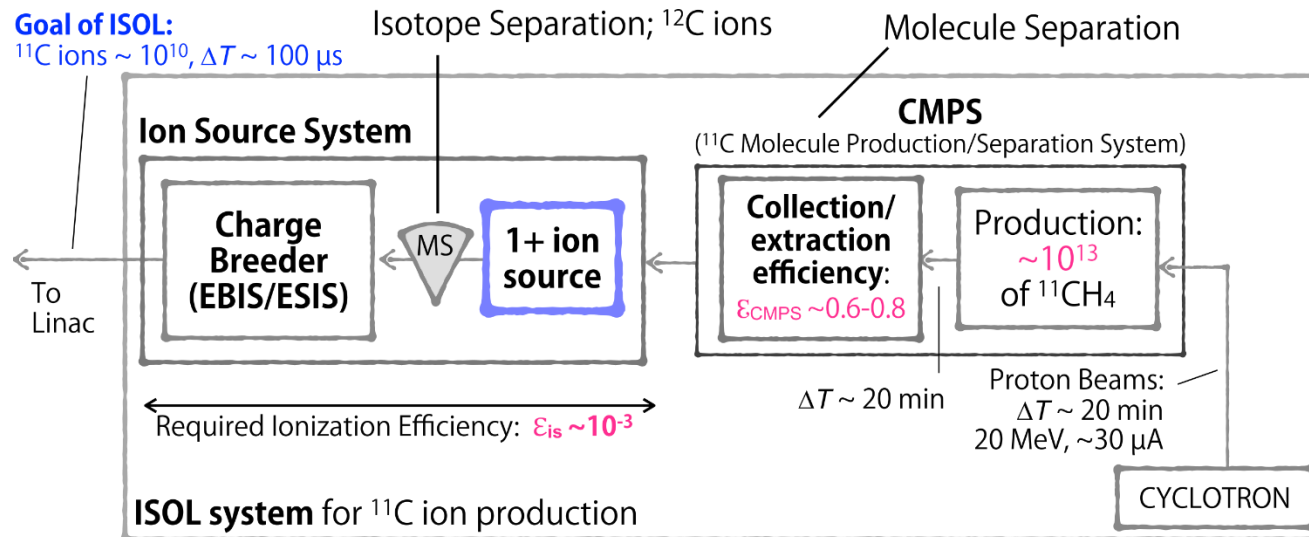 Goal of ISOL:
¹¹C ions ~ 10¹⁰, ΔT ~ 100 µs
Isotope Separation; ¹²C ions
Molecule Separation
Ion Source System
CMPS
(¹¹C Molecule Production/Separation System)
Charge
Breeder
(EBIS/ESIS)
MS
1+ ion
source
Collection/
extraction
efficiency:
εCMPS ~0.6-0.8
Production:
~10¹³
of ¹¹CH₄
To
Linac
ΔT ~ 20 min
Proton Beams:
ΔT ~ 20 min
20 MeV, ~30 µA
Required Ionization Efficiency: εis ~10⁻³
CYCLOTRON
ISOL system for ¹¹C ion production